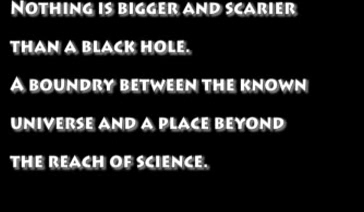 Nothing is bigger and scarier
than a black hole.
A boundry between the known
universe and a place beyond
the reach of science.